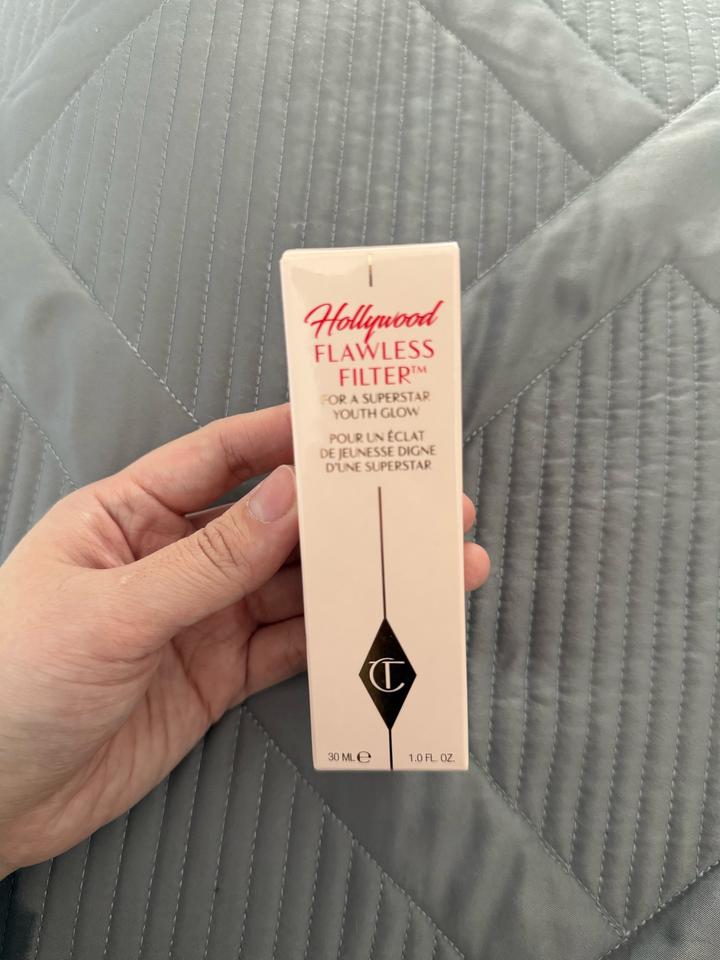 Hollywood
FLAWLESS
FILTER™
FOR A SUPERSTAR
YOUTH GLOW
POUR UN ÉCLAT
DE JEUNESSE DIGNE
D'UNE SUPERSTAR
CT
30 ML ℮ 1.0 FL. OZ.